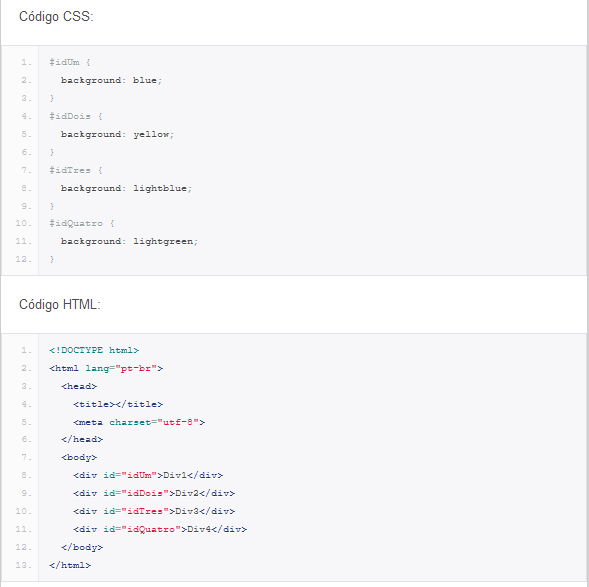 Código CSS:
1. #idUm {
2.   background: blue;
3. }
4. #idDois {
5.   background: yellow;
6. }
7. #idTres {
8.   background: lightblue;
9. }
10. #idQuatro {
11.   background: lightgreen;
12. }
Código HTML:
1. <!DOCTYPE html>
2. <html lang="pt-br">
3.   <head>
4.     <title></title>
5.     <meta charset="utf-8">
6.   </head>
7.   <body>
8.     <div id="idUm">Div1</div>
9.     <div id="idDois">Div2</div>
10.     <div id="idTres">Div3</div>
11.     <div id="idQuatro">Div4</div>
12.   </body>
13. </html>